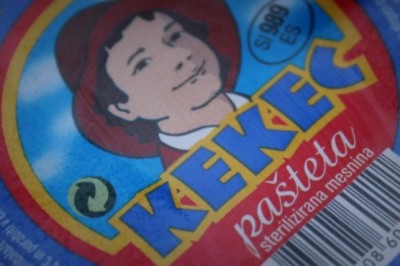 SI
989
ES
KEKEC
pašteta
sterilizirana mesnina